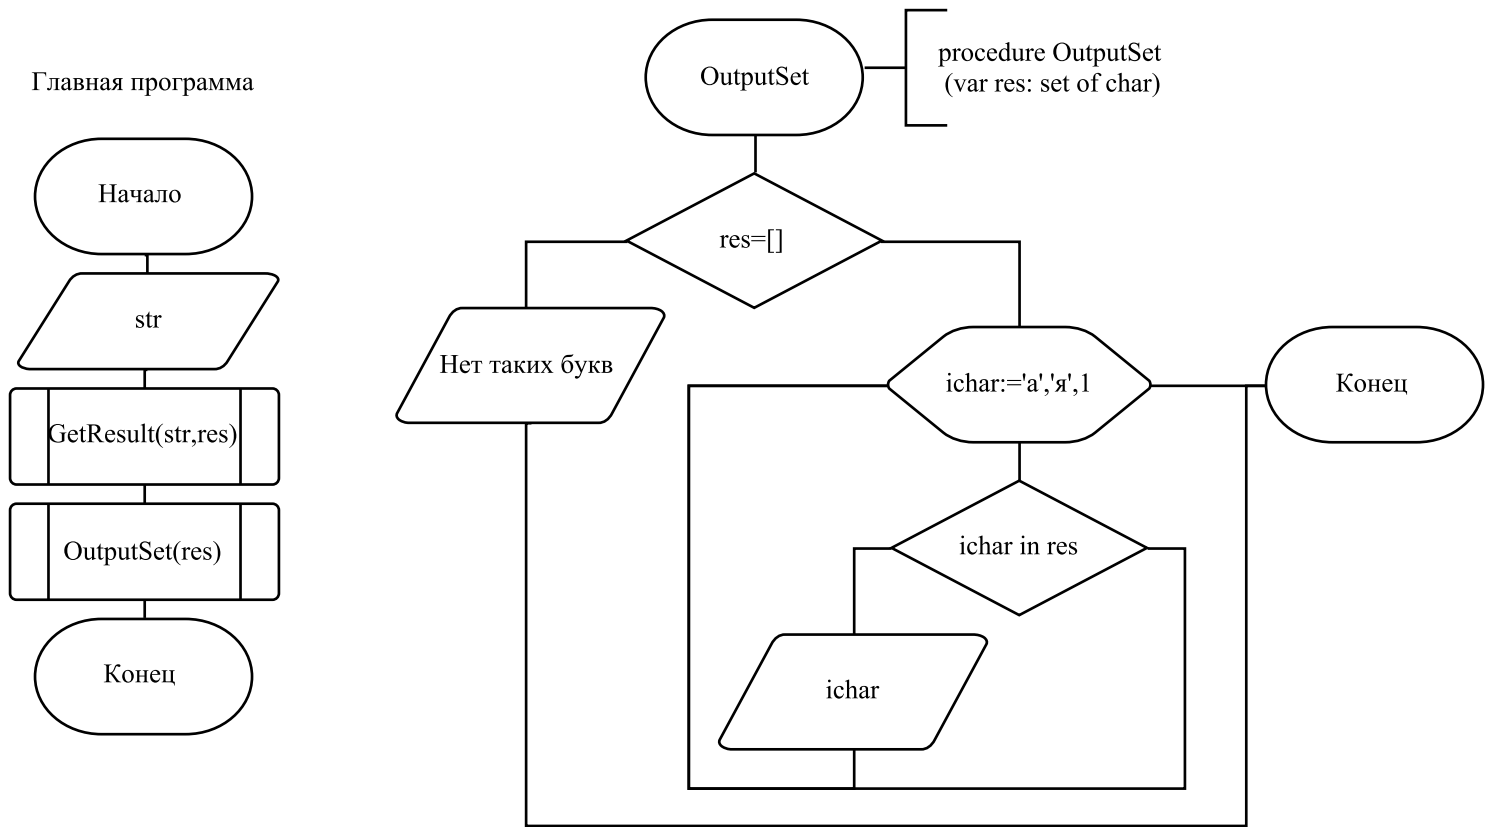 Главная программа
Начало
str
GetResult(str,res)
OutputSet(res)
Конец
OutputSet
procedure OutputSet
(var res: set of char)
res=[]
Нет таких букв
ichar:='а','я',1
Конец
ichar in res
ichar